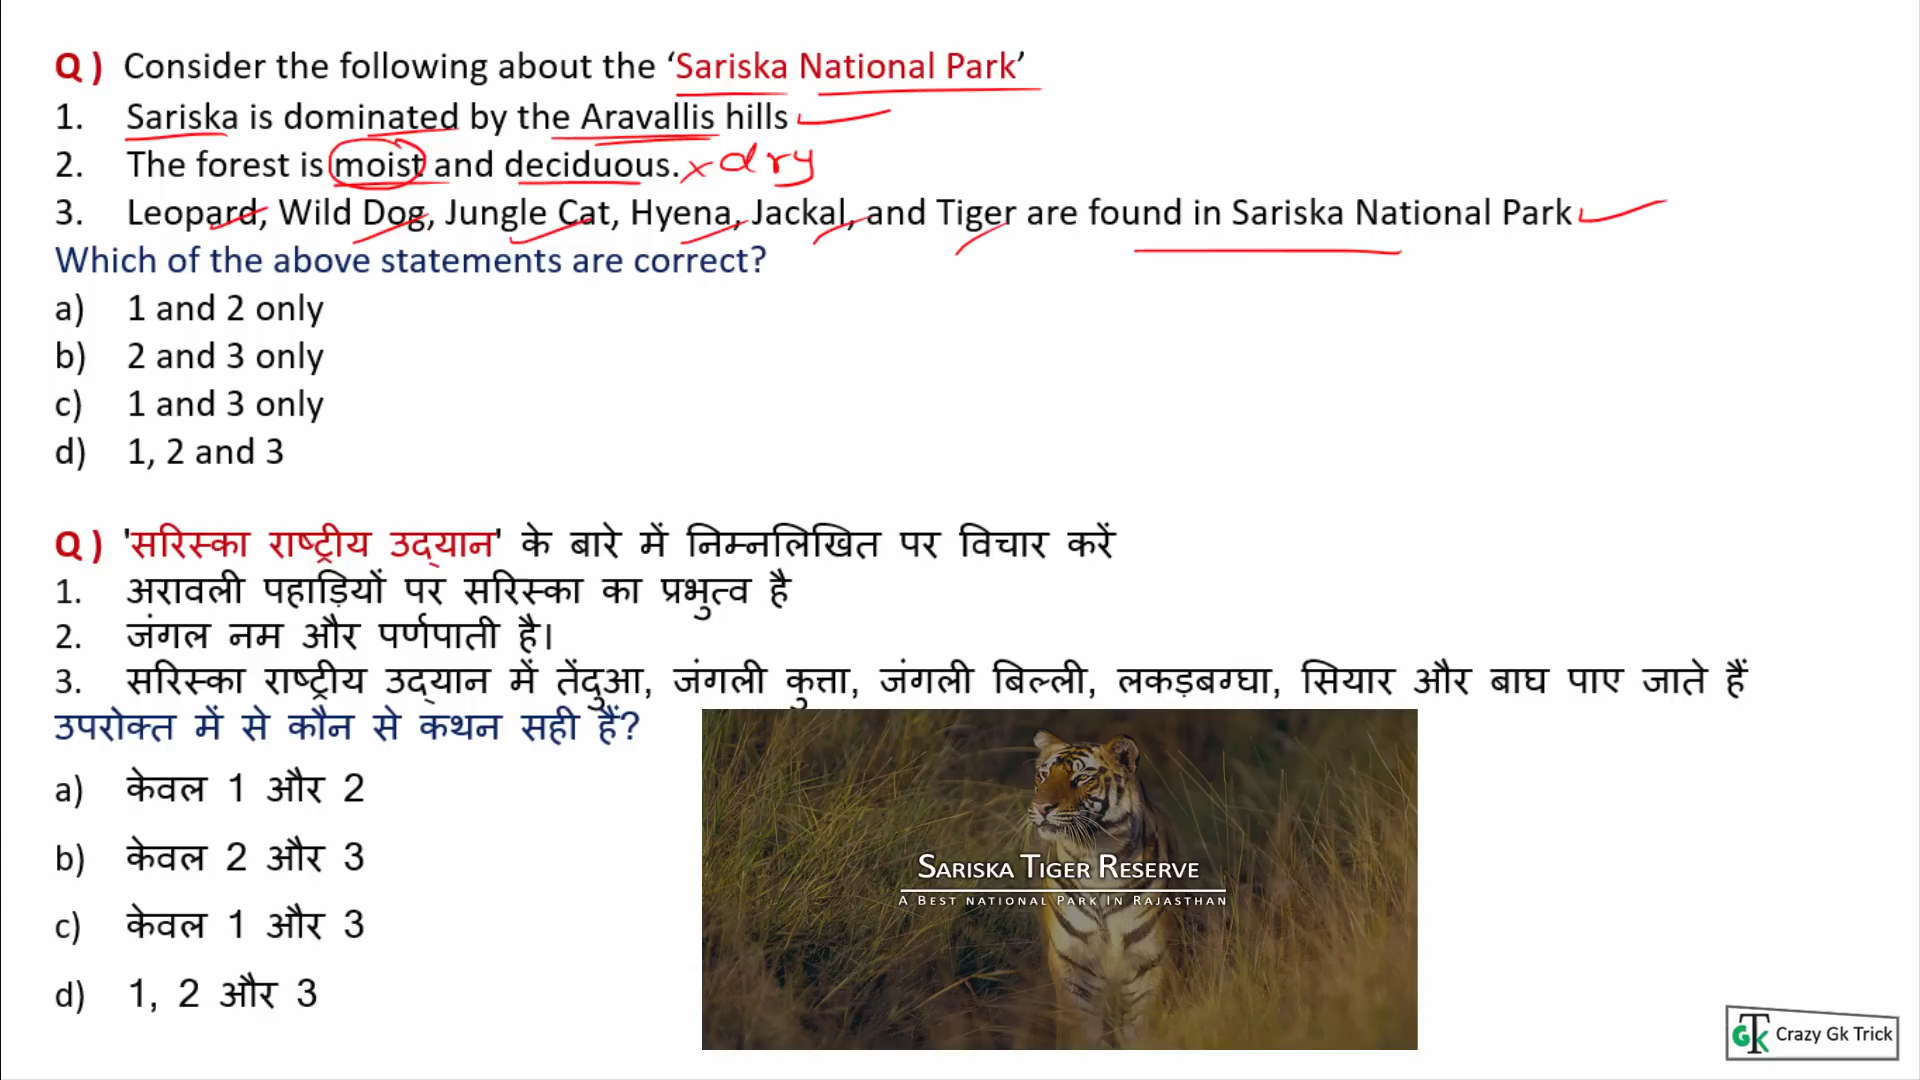 Q ) Consider the following about the ‘Sariska National Park’
1. Sariska is dominated by the Aravallis hills
2. The forest is moist and deciduous. x dry
3. Leopard, Wild Dog, Jungle Cat, Hyena, Jackal, and Tiger are found in Sariska National Park
Which of the above statements are correct?
a) 1 and 2 only
b) 2 and 3 only
c) 1 and 3 only
d) 1, 2 and 3
Q ) 'सरिस्का राष्ट्रीय उद्यान' के बारे में निम्नलिखित पर विचार करें
1. अरावली पहाड़ियों पर सरिस्का का प्रभुत्व है
2. जंगल नम और पर्णपाती है।
3. सरिस्का राष्ट्रीय उद्यान में तेंदुआ, जंगली कुत्ता, जंगली बिल्ली, लकड़बग्घा, सियार और बाघ पाए जाते हैं
उपरोक्त में से कौन से कथन सही हैं?
a) केवल 1 और 2
b) केवल 2 और 3
c) केवल 1 और 3
d) 1, 2 और 3
SARISKA TIGER RESERVE
A BEST NATIONAL PARK IN RAJASTHAN
GTK Crazy Gk Trick